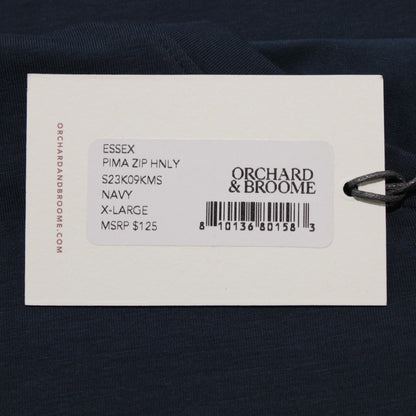 ORCHARDANDBROOME.COM
ESSEX
PIMA ZIP HNLY
S23K09KMS
NAVY
X-LARGE
MSRP $125
ORCHARD
& BROOME
8 10136 80158 3